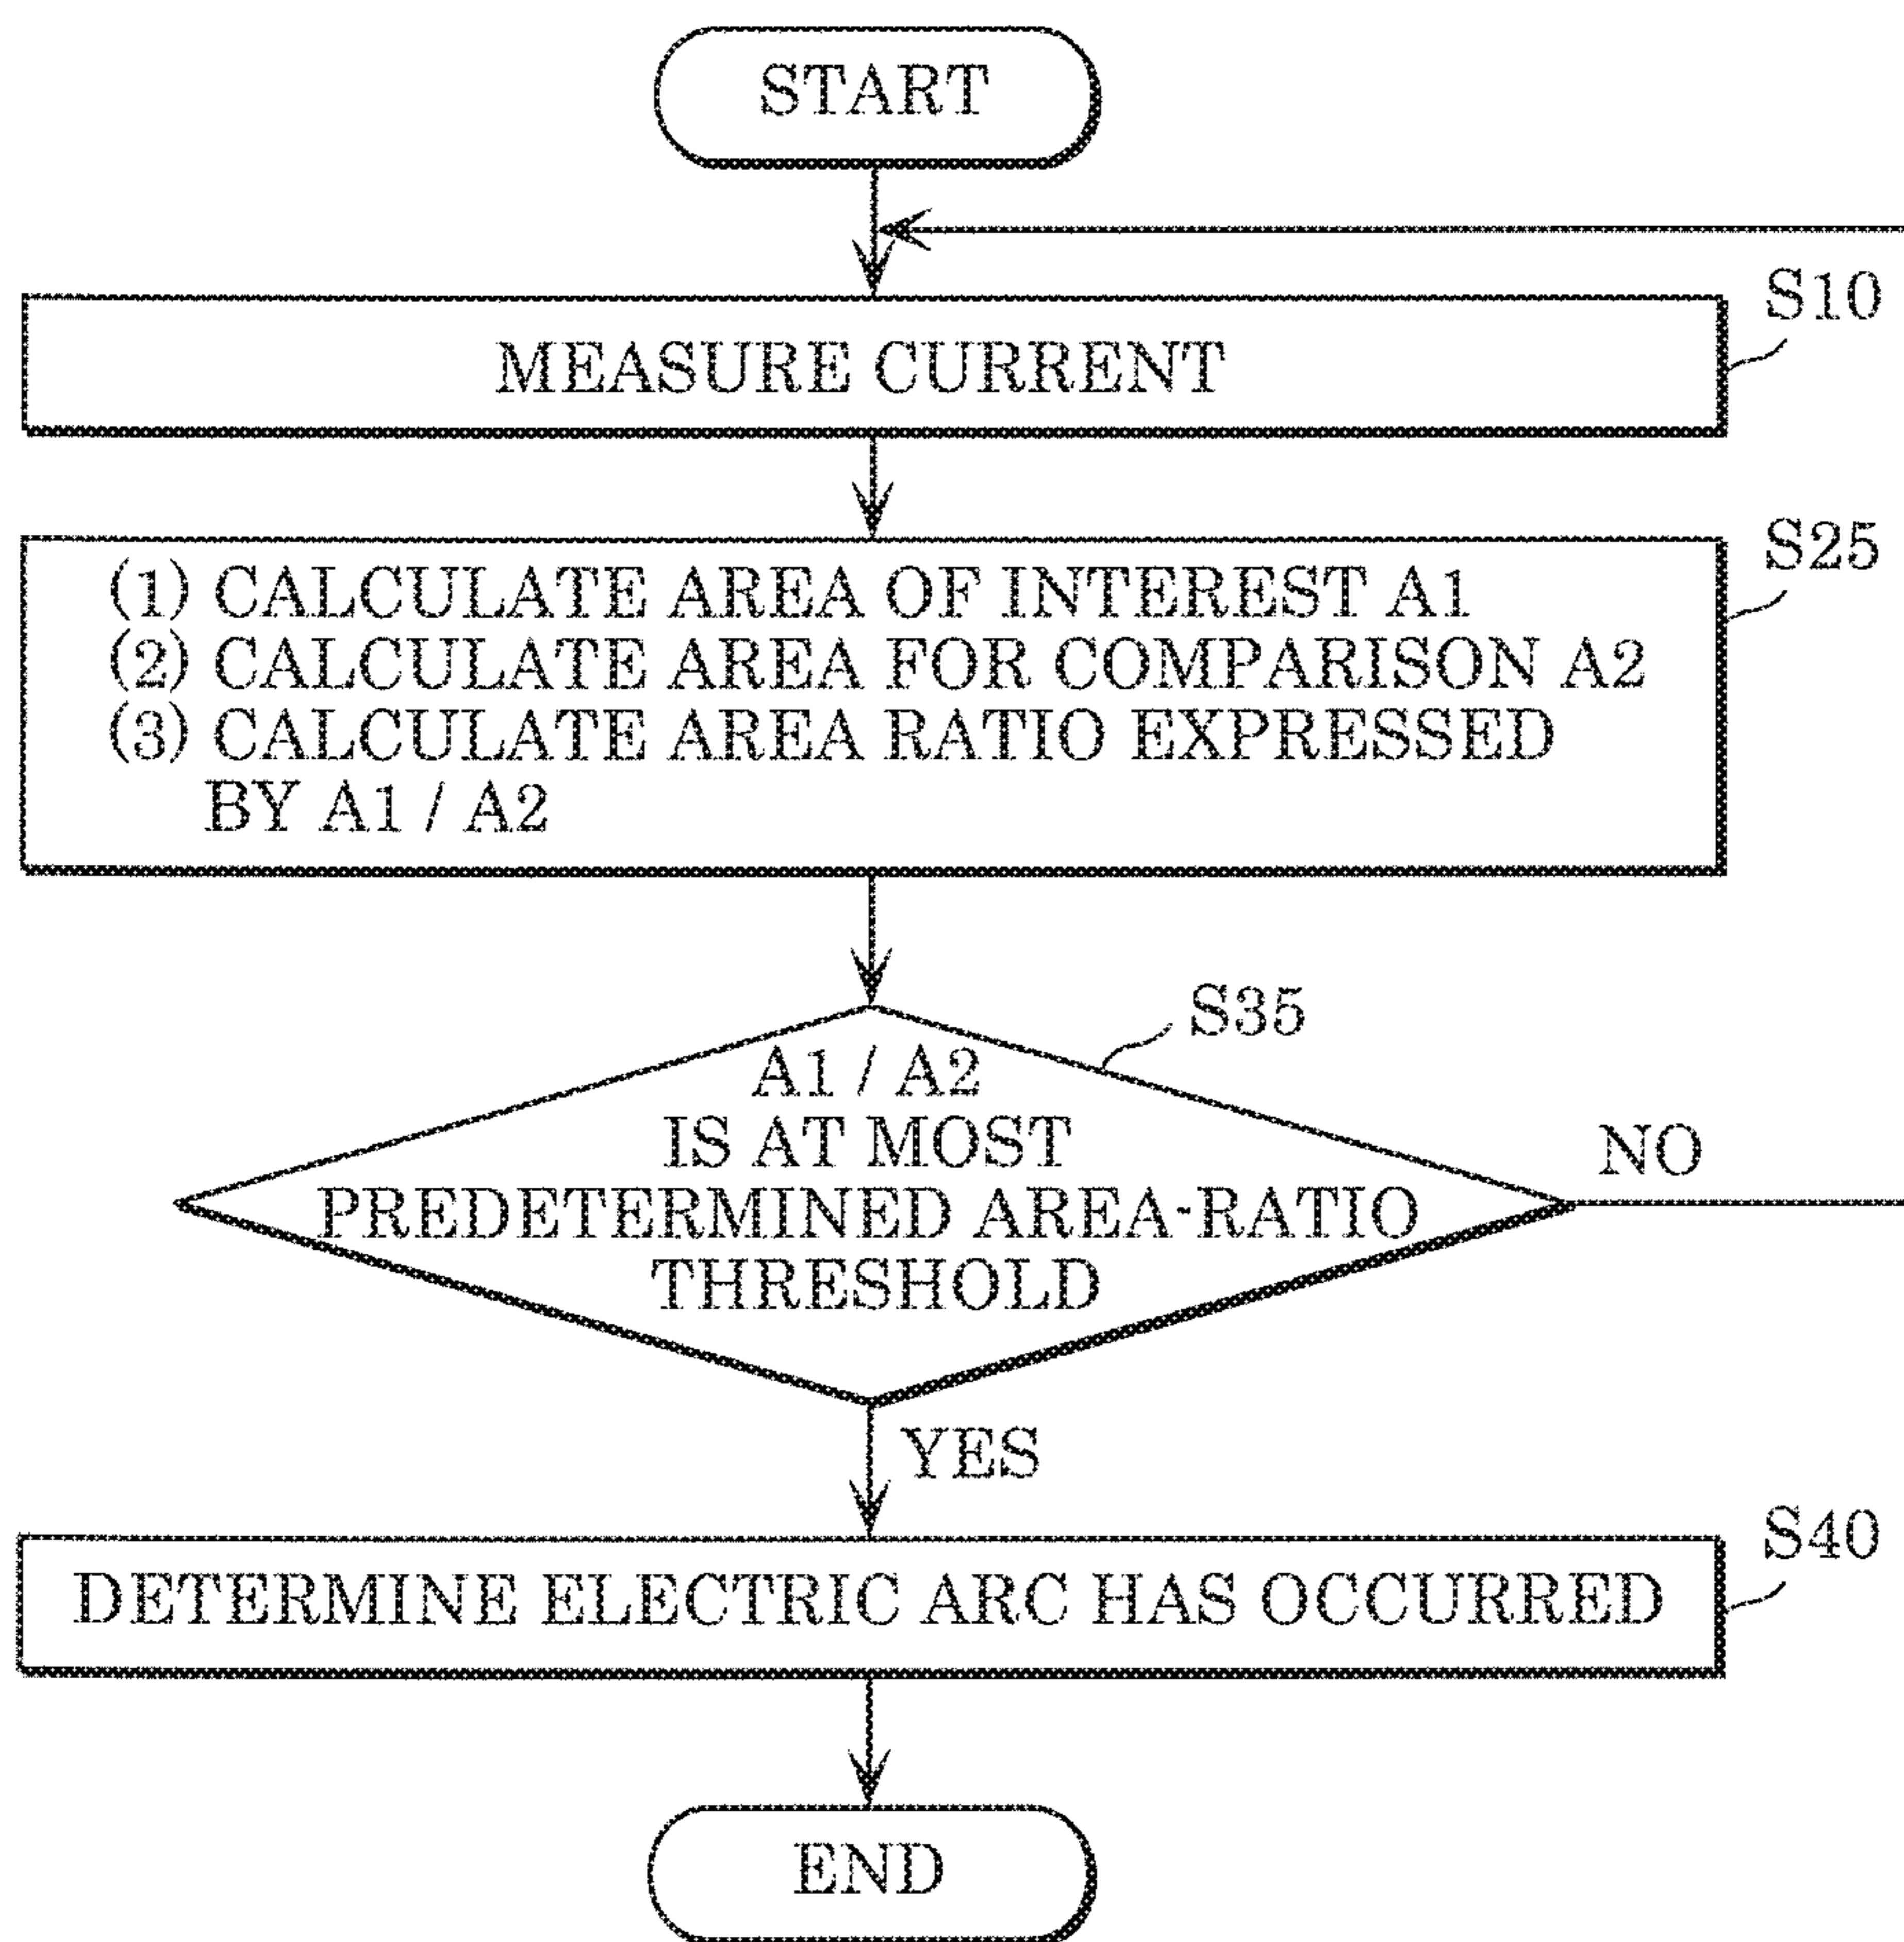 START
S10
MEASURE CURRENT
S25
(1) CALCULATE AREA OF INTEREST A1
(2) CALCULATE AREA FOR COMPARISON A2
(3) CALCULATE AREA RATIO EXPRESSED
BY A1 / A2
S35
A1 / A2
IS AT MOST
PREDETERMINED AREA-RATIO
THRESHOLD
NO
YES
S40
DETERMINE ELECTRIC ARC HAS OCCURRED
END